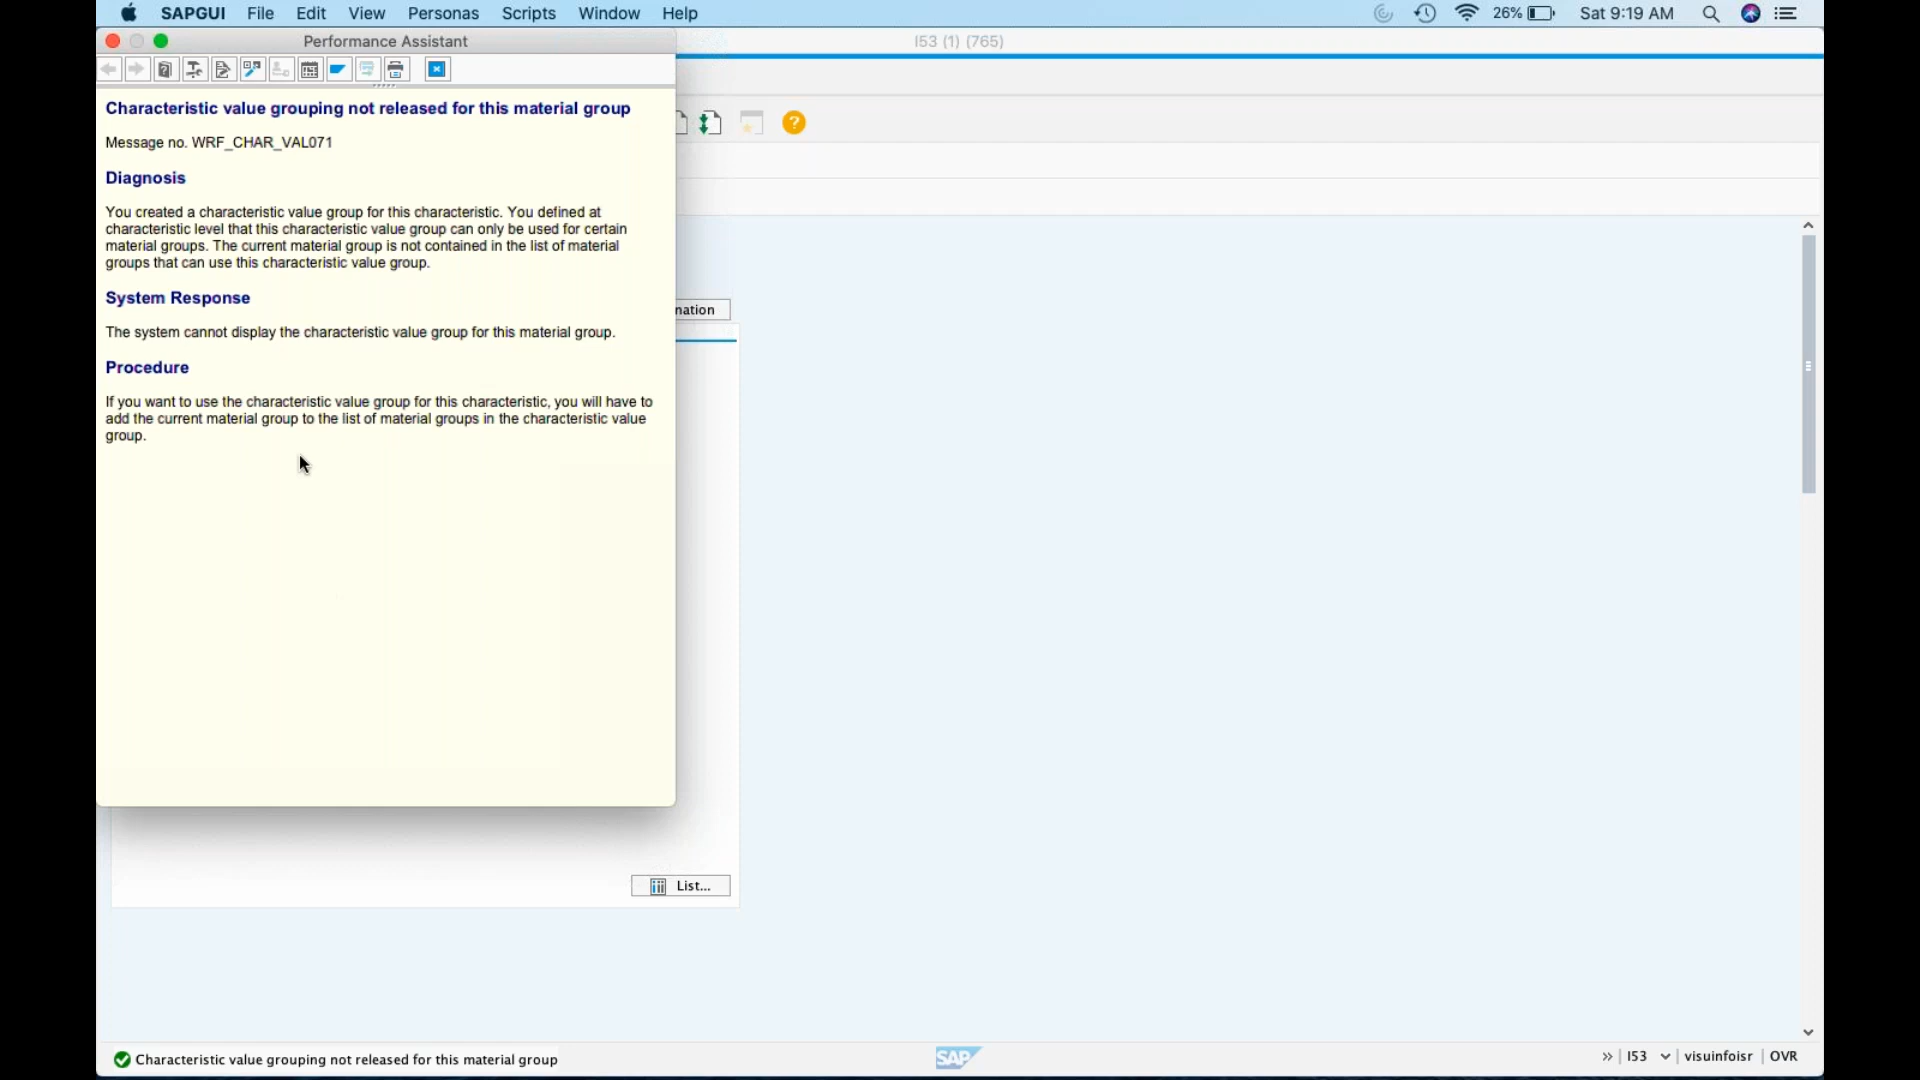 SAPGUI File Edit View Personas Scripts Window Help 26% Sat 9:19 AM
Performance Assistant
I53 (1) (765)
Characteristic value grouping not released for this material group
Message no. WRF_CHAR_VAL071
Diagnosis
You created a characteristic value group for this characteristic. You defined at
characteristic level that this characteristic value group can only be used for certain
material groups. The current material group is not contained in the list of material
groups that can use this characteristic value group.
System Response
nation
The system cannot display the characteristic value group for this material group.
Procedure
If you want to use the characteristic value group for this characteristic, you will have to
add the current material group to the list of material groups in the characteristic value
group.
List...
Characteristic value grouping not released for this material group
SAP
I53 visuinfoisr OVR